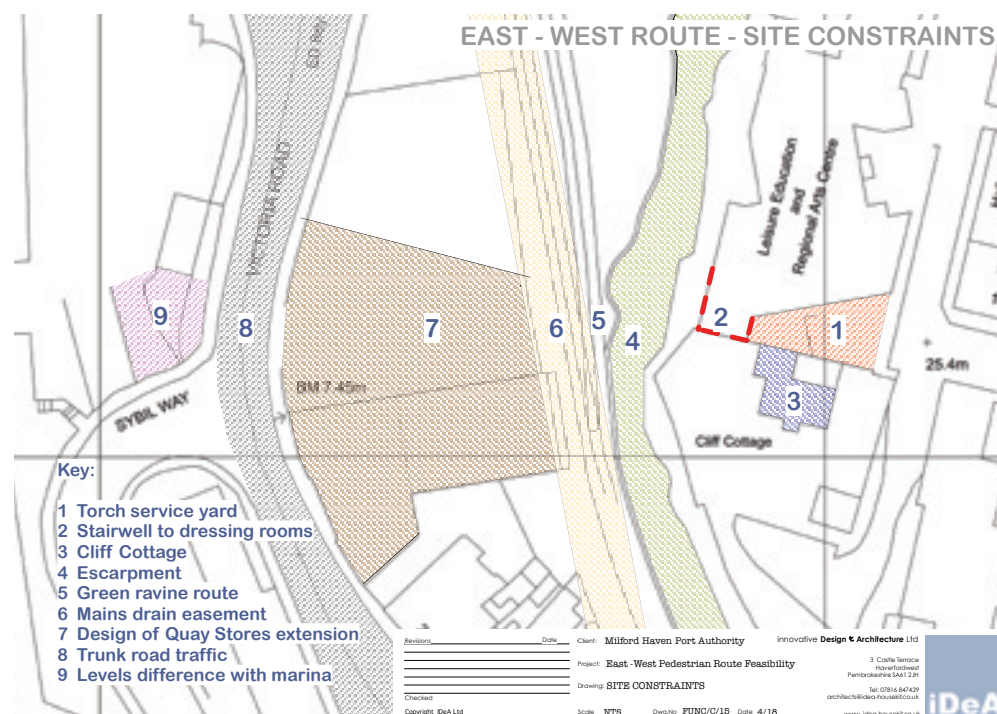 EAST - WEST ROUTE - SITE CONSTRAINTS
VICTORIA ROAD
Leisure Education
and
Regional Arts Centre
9
8
7
6
5
4
2
1
3
25.4m
BM 7.45m
SYBIL WAY
Cliff Cottage
Key:
1 Torch service yard
2 Stairwell to dressing rooms
3 Cliff Cottage
4 Escarpment
5 Green ravine route
6 Mains drain easement
7 Design of Quay Stores extension
8 Trunk road traffic
9 Levels difference with marina
Revisions Date
Checked
Copyright IDeA Ltd
Client: Milford Haven Port Authority
Project: East -West Pedestrian Route Feasibility
Drawing: SITE CONSTRAINTS
Scale NTS Dwg.No FUNC/C/15 Date 4/18
innovative Design & Architecture Ltd
3 Castle Terrace
Haverfordwest
Pembrokeshire SA61 2JH
Tel: 07816 847429
architects@idea-housekit.co.uk
www.idea-housekit.co.uk
iDeA